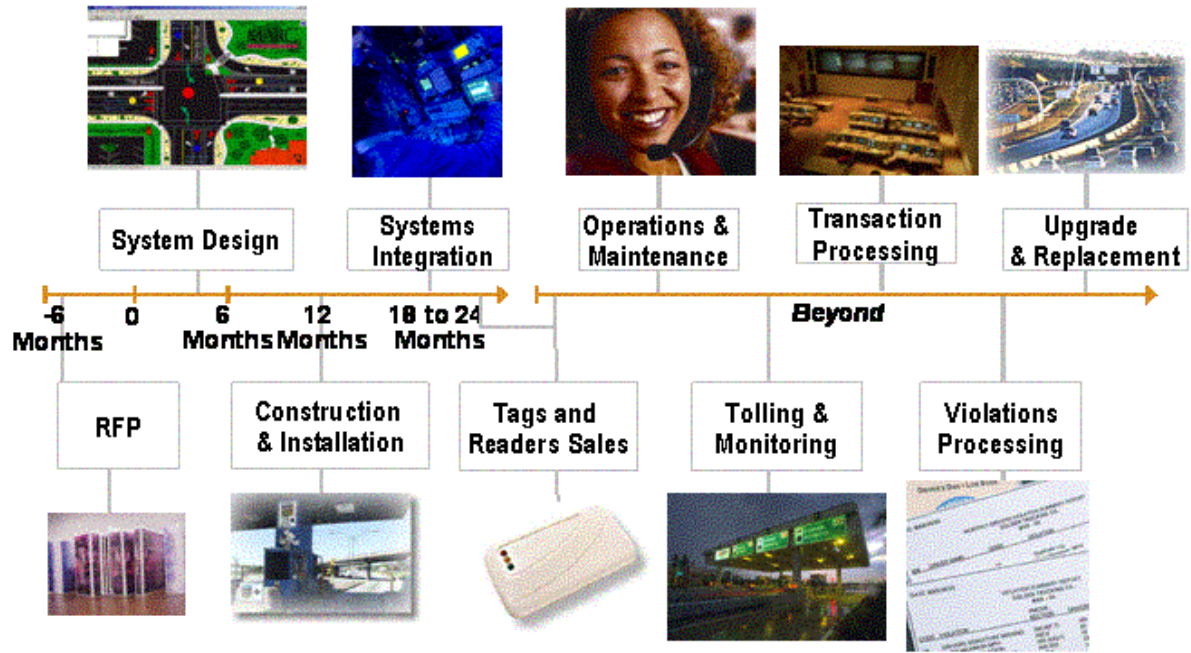 MARC
System Design
Systems
Integration
Operations &
Maintenance
Transaction
Processing
Upgrade
& Replacement
-6
Months
0
6
Months
12
Months
18 to 24
Months
Beyond
RFP
Construction
& Installation
Tags and
Readers Sales
Tolling &
Monitoring
Violations
Processing